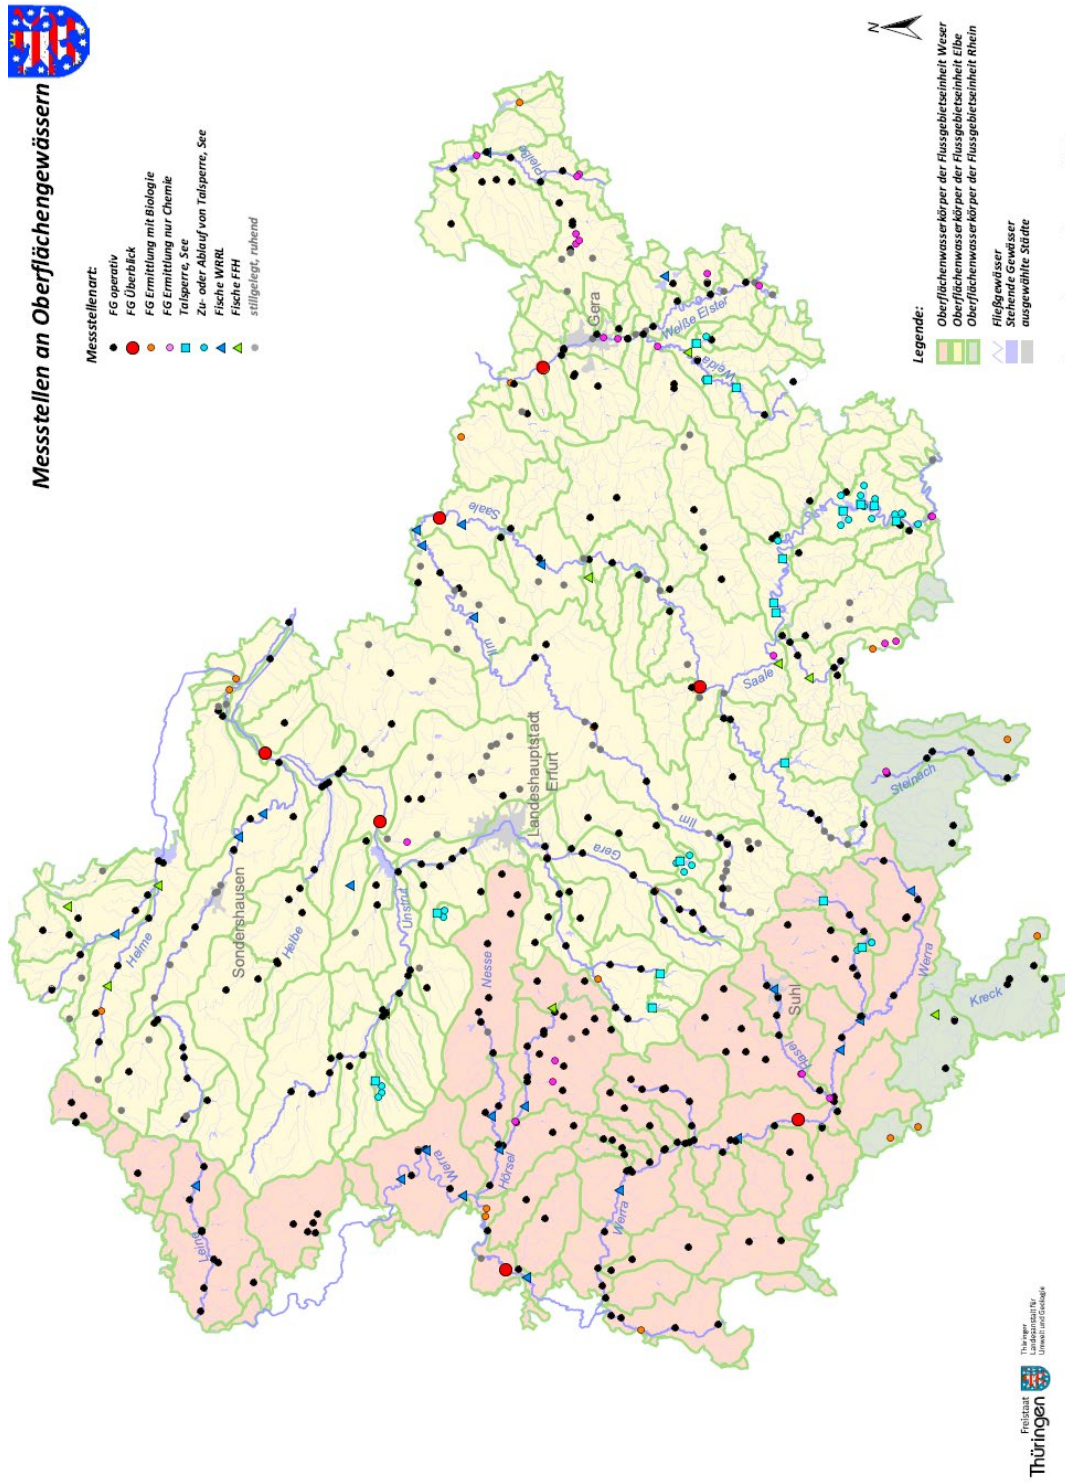 Messstellen an Oberflächengewässern
Messstellenart:
FG operativ
FG Überblick
FG Ermittlung mit Biologie
FG Ermittlung nur Chemie
Talsperre, See
Zu- oder Ablauf von Talsperre, See
Fische WRRL
Fische FFH
stillgelegt, ruhend
N
Legende:
Oberflächenwasserkörper der Flussgebietseinheit Weser
Oberflächenwasserkörper der Flussgebietseinheit Elbe
Oberflächenwasserkörper der Flussgebietseinheit Rhein
Fließgewässer
Stehende Gewässer
ausgewählte Städte
Pleiße
Gera
Weiße Elster
Weida
Saale
Ilm
Saale
Landeshauptstadt
Erfurt
Ilm
Gera
Steinach
Sondershausen
Helme
Helbe
Unstrut
Nesse
Suhl
Hasel
Werra
Kreck
Leine
Werra
Hörsel
Werra
Freistaat
Thüringen
Thüringer
Landesanstalt für
Umwelt und Geologie